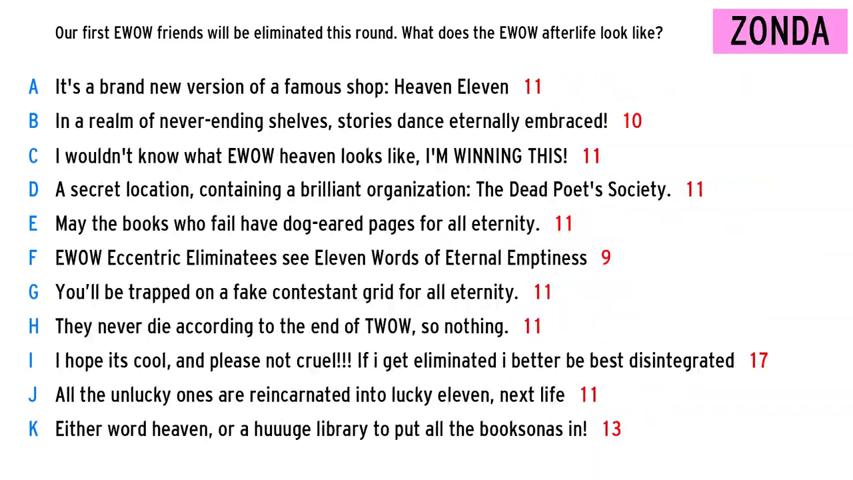 Our first EWOW friends will be eliminated this round. What does the EWOW afterlife look like?
ZONDA
A It's a brand new version of a famous shop: Heaven Eleven 11
B In a realm of never-ending shelves, stories dance eternally embraced! 10
C I wouldn't know what EWOW heaven looks like, I'M WINNING THIS! 11
D A secret location, containing a brilliant organization: The Dead Poet's Society. 11
E May the books who fail have dog-eared pages for all eternity. 11
F EWOW Eccentric Eliminatees see Eleven Words of Eternal Emptiness 9
G You’ll be trapped on a fake contestant grid for all eternity. 11
H They never die according to the end of TWOW, so nothing. 11
I I hope its cool, and please not cruel!!! If i get eliminated i better be best disintegrated 17
J All the unlucky ones are reincarnated into lucky eleven, next life 11
K Either word heaven, or a huuuge library to put all the booksonas in! 13